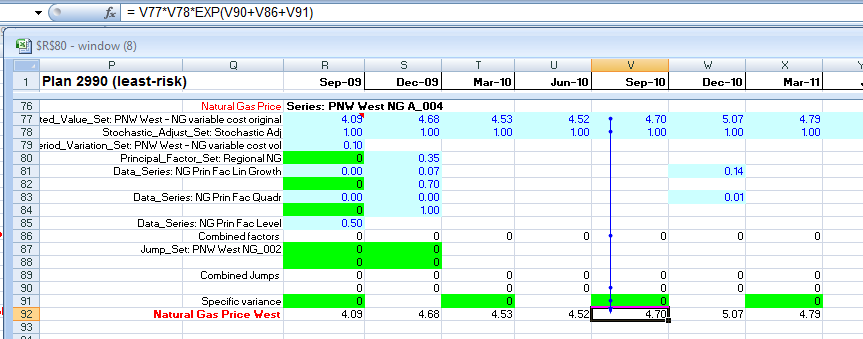 fx = V77*V78*EXP(V90+V86+V91)
$R$80 - window (8)
P Q R S T U V W X
1 Plan 2990 (least-risk) Sep-09 Dec-09 Mar-10 Jun-10 Sep-10 Dec-10 Mar-11
76 Natural Gas Price Series: PNW West NG A_004
77 ted_Value_Set: PNW West - NG variable cost original 4.09 4.68 4.53 4.52 4.70 5.07 4.79
78 Stochastic_Adjust_Set: Stochastic Adj 1.00 1.00 1.00 1.00 1.00 1.00 1.00
79 eriod_Variation_Set: PNW West - NG variable cost vol 0.10
80 Principal_Factor_Set: Regional NG 0 0.35
81 Data_Series: NG Prin Fac Lin Growth 0.00 0.07 0.14
82 0 0.70
83 Data_Series: NG Prin Fac Quadr 0.00 0.00 0.01
84 0 1.00
85 Data_Series: NG Prin Fac Level 0.50
86 Combined factors 0 0 0 0 0 0 0
87 Jump_Set: PNW West NG_002 0 0
88 0 0
89 Combined Jumps 0 0 0 0 0 0 0
90 0 0 0 0 0 0 0
91 Specific variance 0 0 0 0
92 Natural Gas Price West 4.09 4.68 4.53 4.52 4.70 5.07 4.79
93